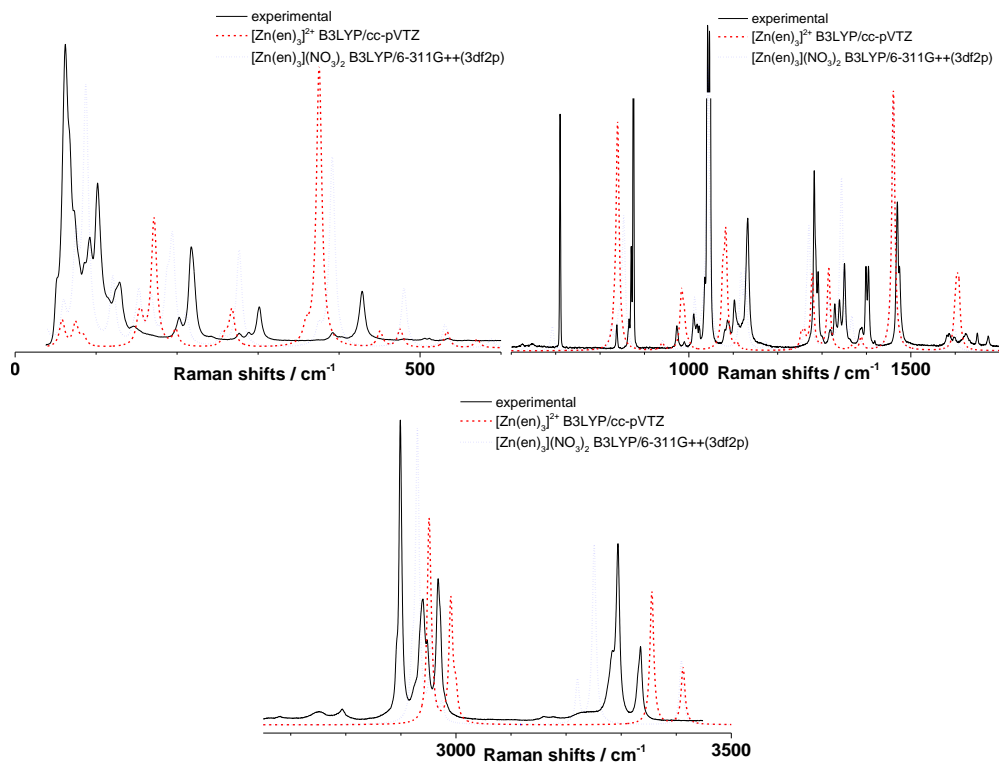 experimental
[Zn(en)₃]²⁺ B3LYP/cc-pVTZ
[Zn(en)₃](NO₃)₂ B3LYP/6-311G++(3df2p)
500
Raman shifts / cm⁻¹
experimental
[Zn(en)₃]²⁺ B3LYP/cc-pVTZ
[Zn(en)₃](NO₃)₂ B3LYP/6-311G++(3df2p)
1000
1500
Raman shifts / cm⁻¹
experimental
[Zn(en)₃]²⁺ B3LYP/cc-pVTZ
[Zn(en)₃](NO₃)₂ B3LYP/6-311G++(3df2p)
3000
3500
Raman shifts / cm⁻¹
0